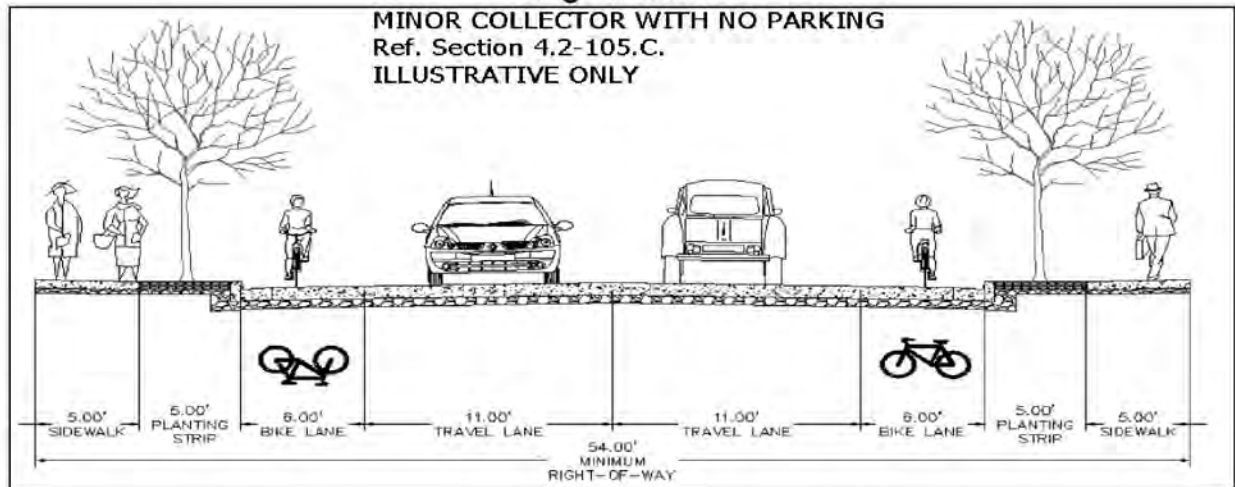 MINOR COLLECTOR WITH NO PARKING
Ref. Section 4.2-105.C.
ILLUSTRATIVE ONLY
5.00'
SIDEWALK
5.00'
PLANTING
STRIP
6.00'
BIKE LANE
11.00'
TRAVEL LANE
11.00'
TRAVEL LANE
6.00'
BIKE LANE
5.00'
PLANTING
STRIP
5.00'
SIDEWALK
54.00'
MINIMUM
RIGHT-OF-WAY